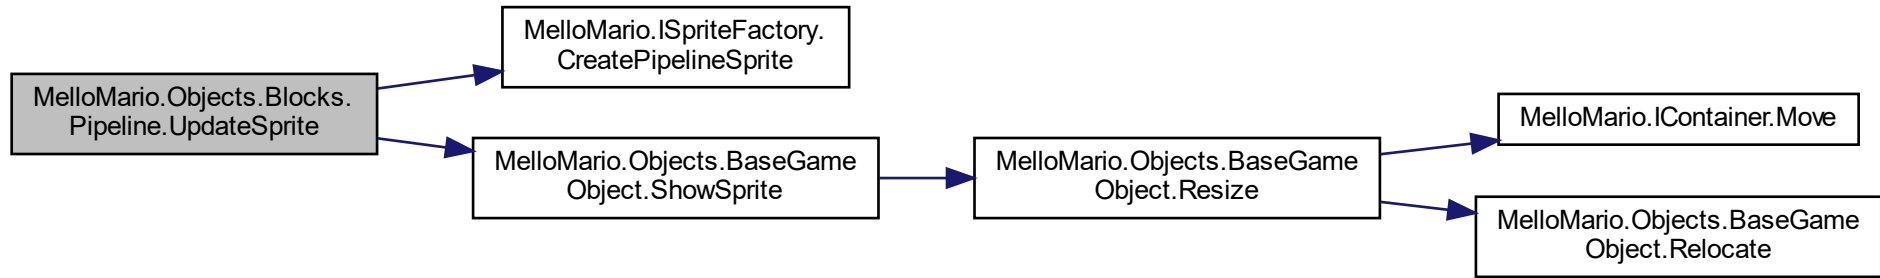 MelloMario.Objects.Blocks.
Pipeline.UpdateSprite
MelloMario.ISpriteFactory.
CreatePipelineSprite
MelloMario.Objects.BaseGame
Object.ShowSprite
MelloMario.Objects.BaseGame
Object.Resize
MelloMario.IContainer.Move
MelloMario.Objects.BaseGame
Object.Relocate